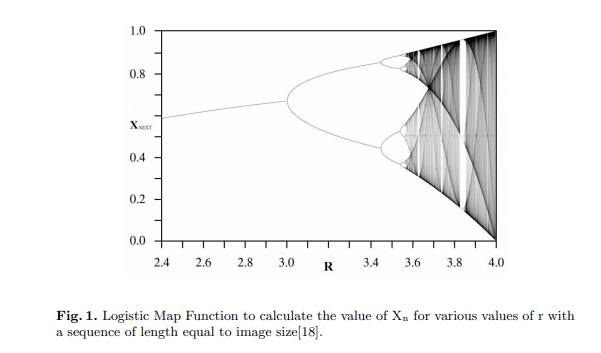 1.0
0.8
X NEXT
0.4
0.2
0.0
2.4 2.6 2.8 3.0 R 3.4 3.6 3.8 4.0
Fig. 1. Logistic Map Function to calculate the value of Xn for various values of r with
a sequence of length equal to image size[18].